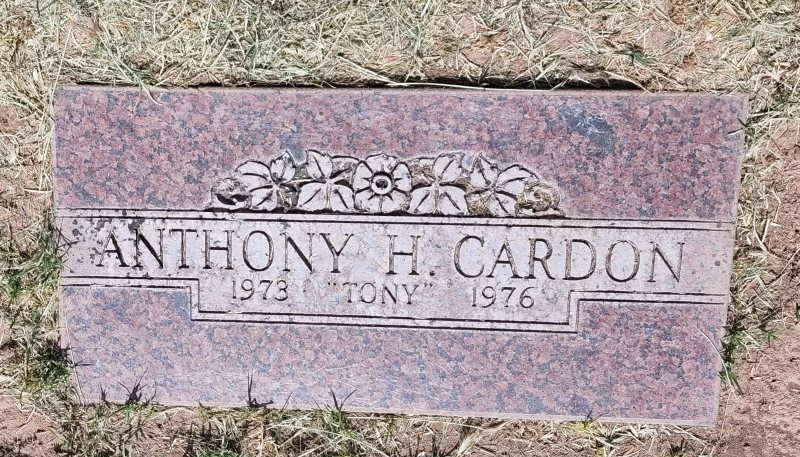 ANTHONY H. CARDON
1973 "TONY" 1976